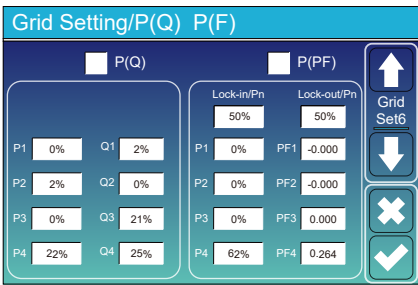 Grid Setting/P(Q) P(F)
P(Q)
P1 0% Q1 2%
P2 2% Q2 0%
P3 0% Q3 21%
P4 22% Q4 25%
P(PF)
Lock-in/Pn Lock-out/Pn
50% 50%
P1 0% PF1 -0.000
P2 0% PF2 -0.000
P3 0% PF3 0.000
P4 62% PF4 0.264
Grid
Set6